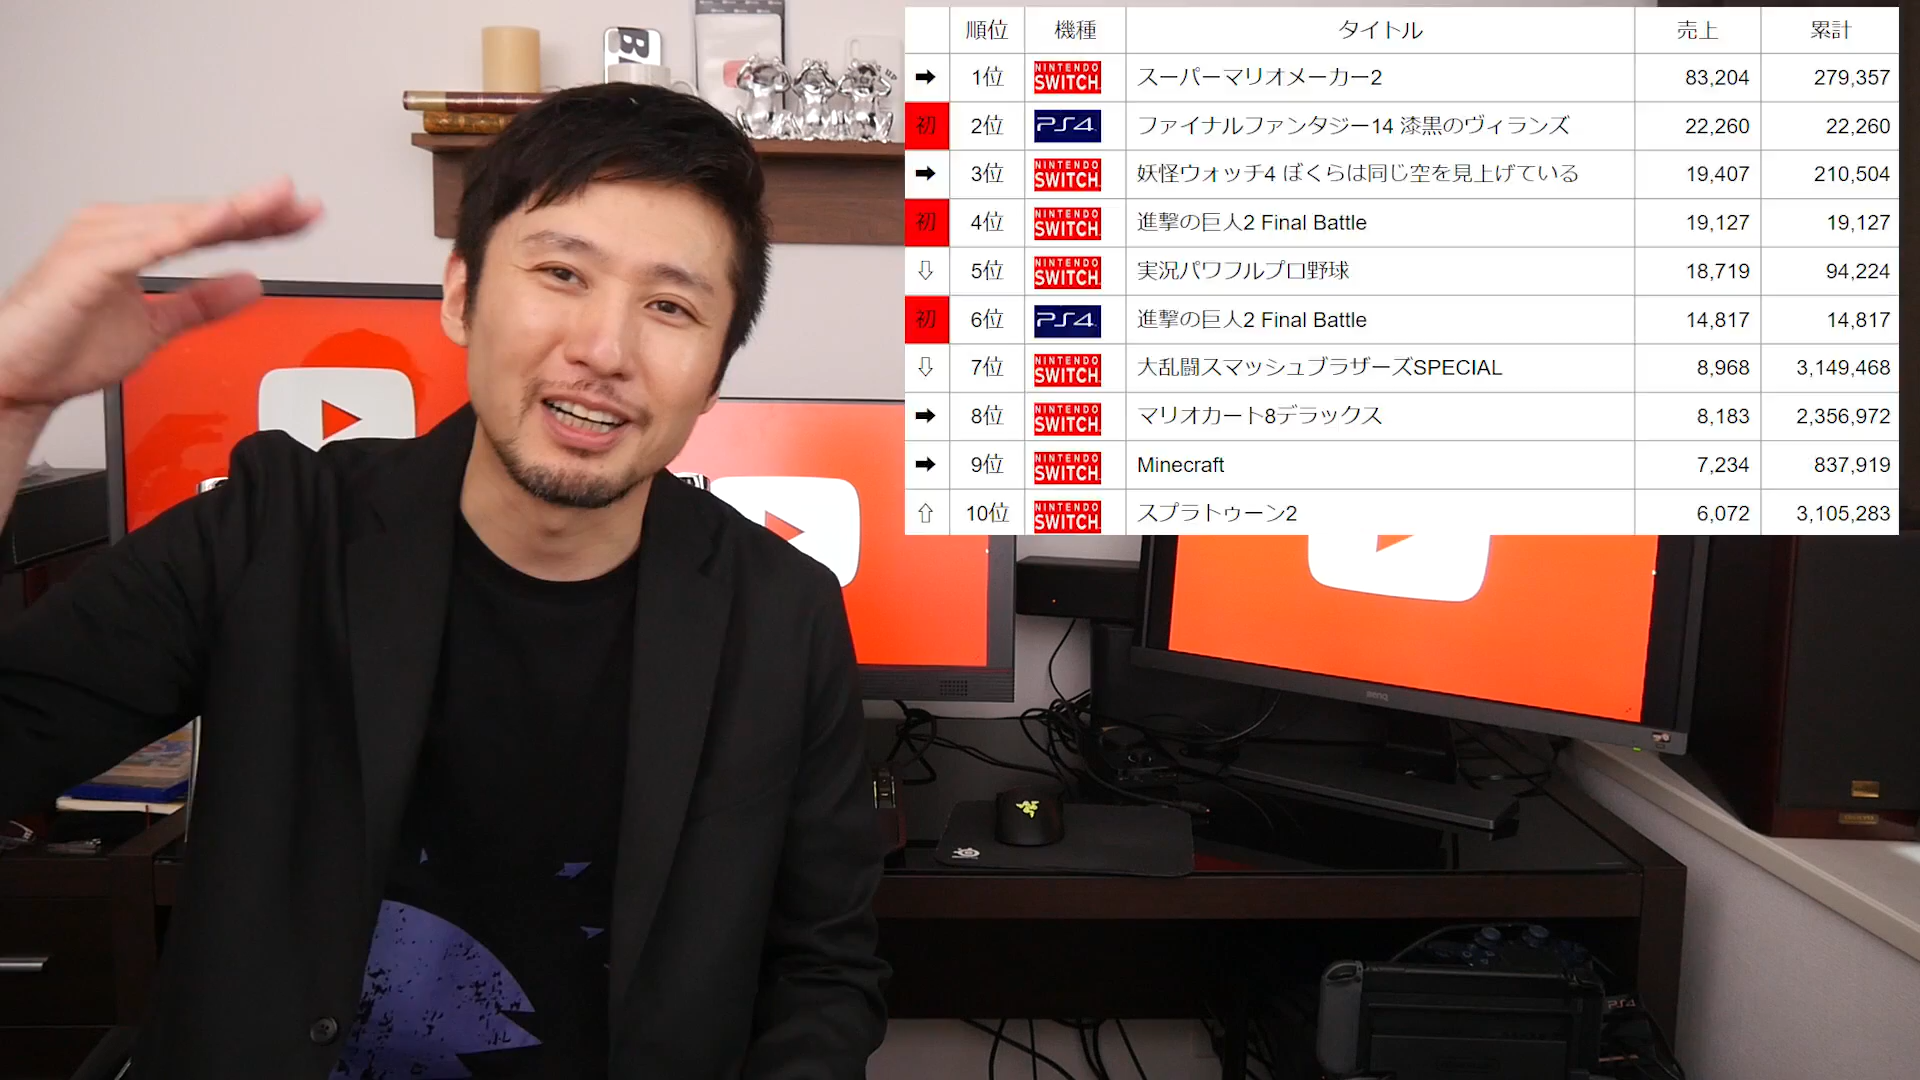 順位 機種 タイトル 売上 累計
➡ 1位 NINTENDO SWITCH スーパーマリオメーカー2 83,204 279,357
初 2位 PS4 ファイナルファンタジー14 漆黒のヴィランズ 22,260 22,260
➡ 3位 NINTENDO SWITCH 妖怪ウォッチ4 ぼくらは同じ空を見上げている 19,407 210,504
初 4位 NINTENDO SWITCH 進撃の巨人2 Final Battle 19,127 19,127
⇩ 5位 NINTENDO SWITCH 実況パワフルプロ野球 18,719 94,224
初 6位 PS4 進撃の巨人2 Final Battle 14,817 14,817
⇩ 7位 NINTENDO SWITCH 大乱闘スマッシュブラザーズSPECIAL 8,968 3,149,468
➡ 8位 NINTENDO SWITCH マリオカート8デラックス 8,183 2,356,972
➡ 9位 NINTENDO SWITCH Minecraft 7,234 837,919
⇧ 10位 NINTENDO SWITCH スプラトゥーン2 6,072 3,105,283
BenQ
PS4